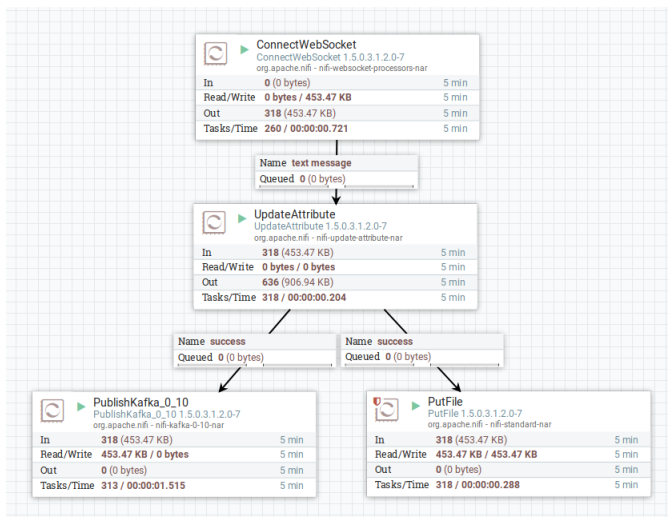 ConnectWebSocket
ConnectWebSocket 1.5.0.3.1.2.0-7
org.apache.nifi - nifi-websocket-processors-nar
In 0 (0 bytes) 5 min
Read/Write 0 bytes / 453.47 KB 5 min
Out 318 (453.47 KB) 5 min
Tasks/Time 260 / 00:00:00.721 5 min
Name text message
Queued 0 (0 bytes)
UpdateAttribute
UpdateAttribute 1.5.0.3.1.2.0-7
org.apache.nifi - nifi-update-attribute-nar
In 318 (453.47 KB) 5 min
Read/Write 0 bytes / 0 bytes 5 min
Out 636 (906.94 KB) 5 min
Tasks/Time 318 / 00:00:00.204 5 min
Name success
Queued 0 (0 bytes)
Name success
Queued 0 (0 bytes)
PublishKafka_0_10
PublishKafka_0_10 1.5.0.3.1.2.0-7
org.apache.nifi - nifi-kafka-0-10-nar
In 318 (453.47 KB) 5 min
Read/Write 453.47 KB / 0 bytes 5 min
Out 0 (0 bytes) 5 min
Tasks/Time 313 / 00:00:01.515 5 min
PutFile
PutFile 1.5.0.3.1.2.0-7
org.apache.nifi - nifi-standard-nar
In 318 (453.47 KB) 5 min
Read/Write 453.47 KB / 453.47 KB 5 min
Out 0 (0 bytes) 5 min
Tasks/Time 318 / 00:00:00.288 5 min